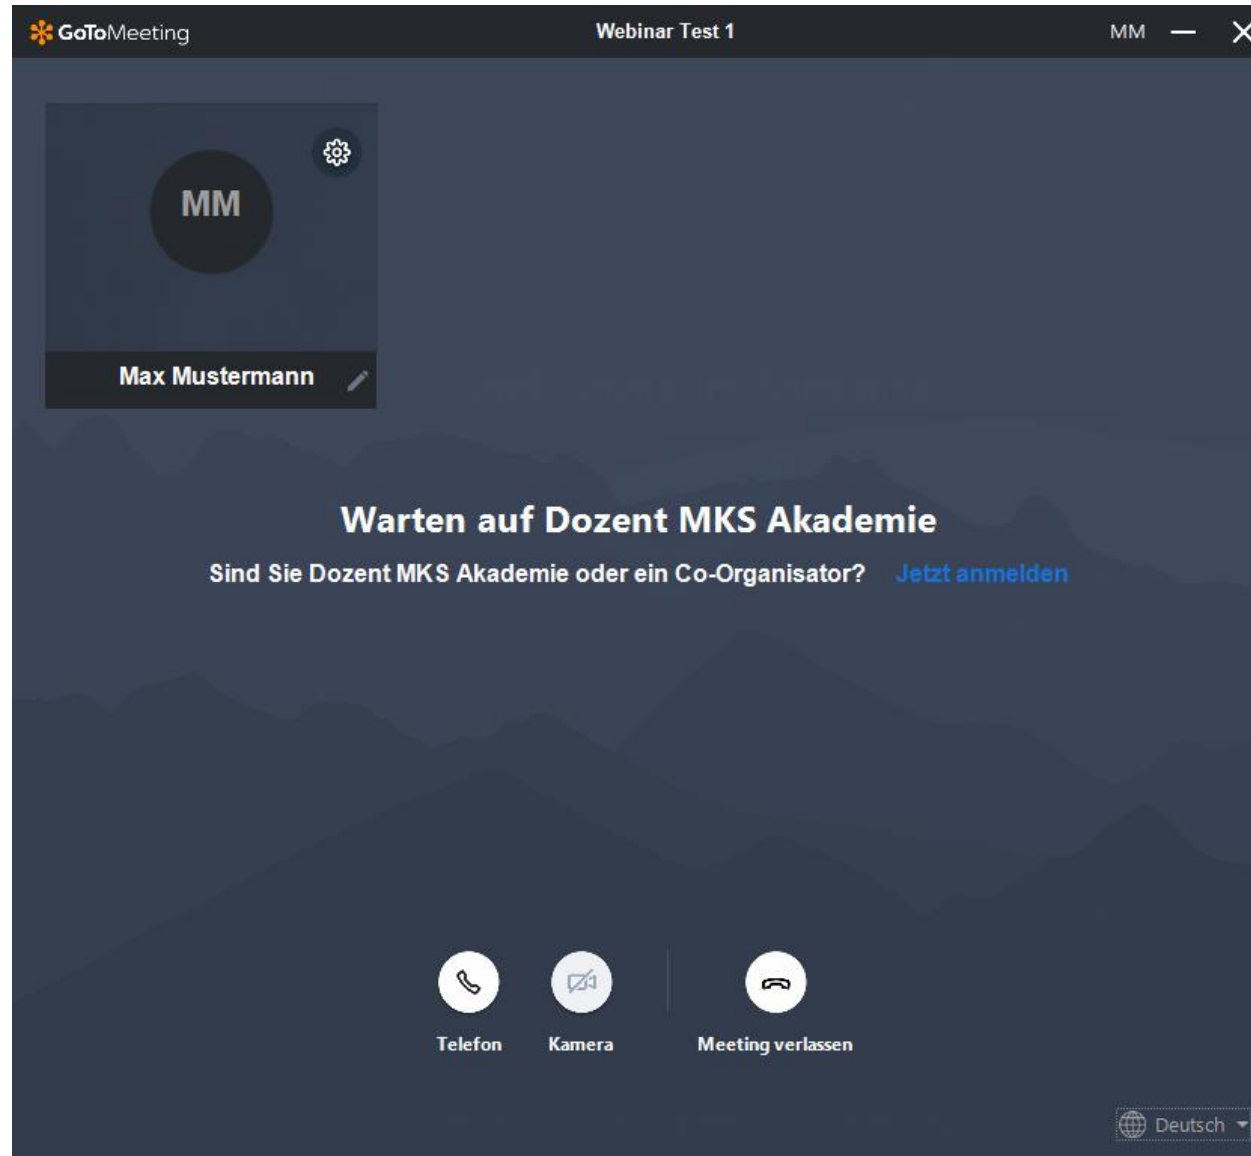 GoToMeeting
Webinar Test 1
MM
MM
Max Mustermann
Warten auf Dozent MKS Akademie
Sind Sie Dozent MKS Akademie oder ein Co-Organisator? Jetzt anmelden
Telefon
Kamera
Meeting verlassen
Deutsch